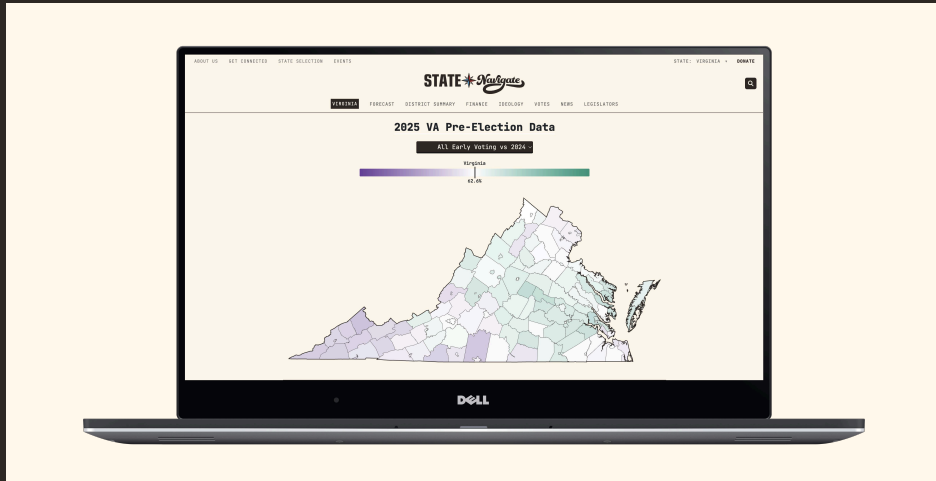 ABOUT US GET CONNECTED STATE SELECTION EVENTS STATE: VIRGINIA DONATE
STATE Navigate
VIRGINIA FORECAST DISTRICT SUMMARY FINANCE IDEOLOGY VOTES NEWS LEGISLATORS
2025 VA Pre-Election Data
All Early Voting vs 2024
Virginia
62.8%
DELL